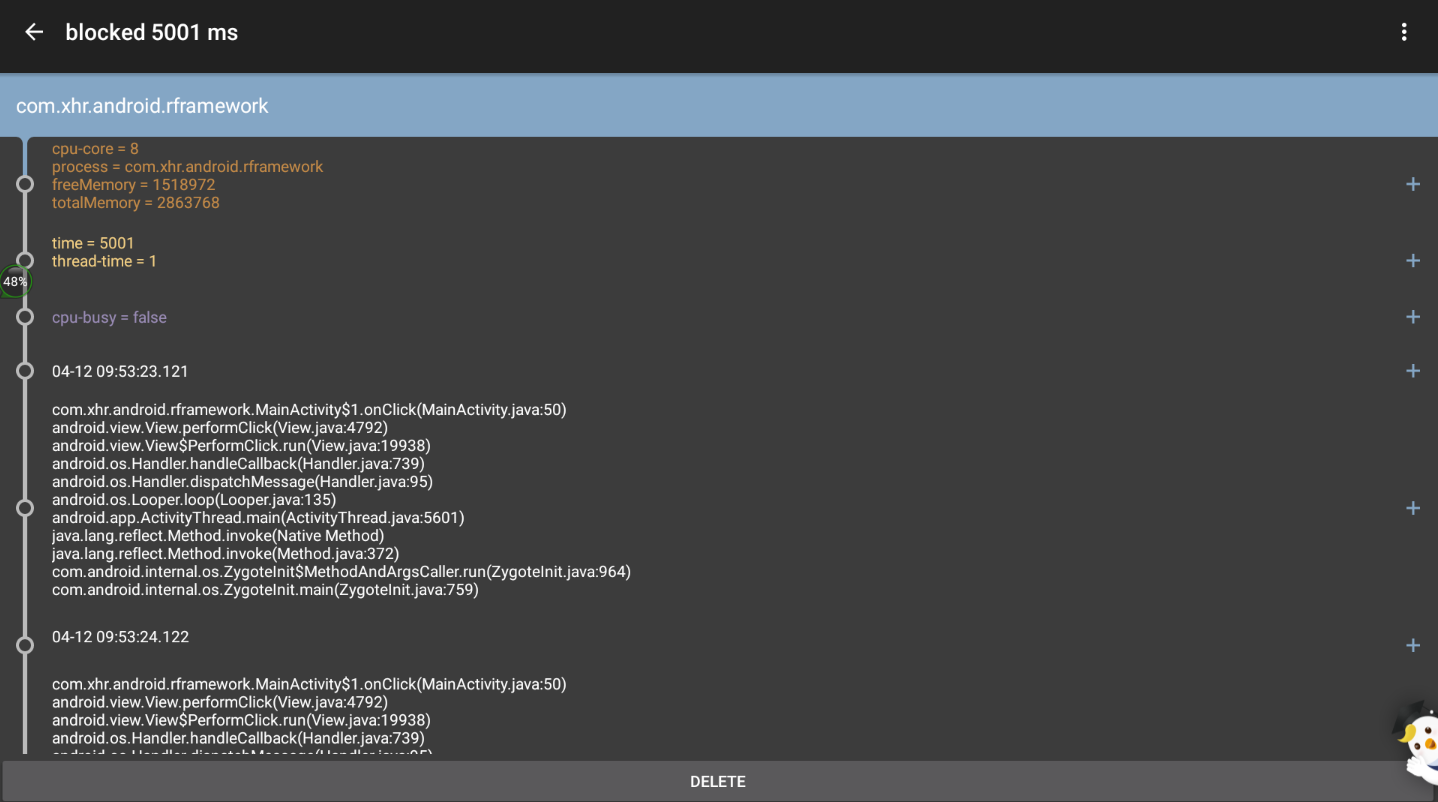 blocked 5001 ms
com.xhr.android.rframework
cpu-core = 8
process = com.xhr.android.rframework
freeMemory = 1518972
totalMemory = 2863768
time = 5001
thread-time = 1
48%
cpu-busy = false
04-12 09:53:23.121
com.xhr.android.rframework.MainActivity$1.onClick(MainActivity.java:50)
android.view.View.performClick(View.java:4792)
android.view.View$PerformClick.run(View.java:19938)
android.os.Handler.handleCallback(Handler.java:739)
android.os.Handler.dispatchMessage(Handler.java:95)
android.os.Looper.loop(Looper.java:135)
android.app.ActivityThread.main(ActivityThread.java:5601)
java.lang.reflect.Method.invoke(Native Method)
java.lang.reflect.Method.invoke(Method.java:372)
com.android.internal.os.ZygoteInit$MethodAndArgsCaller.run(ZygoteInit.java:964)
com.android.internal.os.ZygoteInit.main(ZygoteInit.java:759)
04-12 09:53:24.122
com.xhr.android.rframework.MainActivity$1.onClick(MainActivity.java:50)
android.view.View.performClick(View.java:4792)
android.view.View$PerformClick.run(View.java:19938)
android.os.Handler.handleCallback(Handler.java:739)
android.os.Handler.dispatchMessage(Handler.java:95)
DELETE